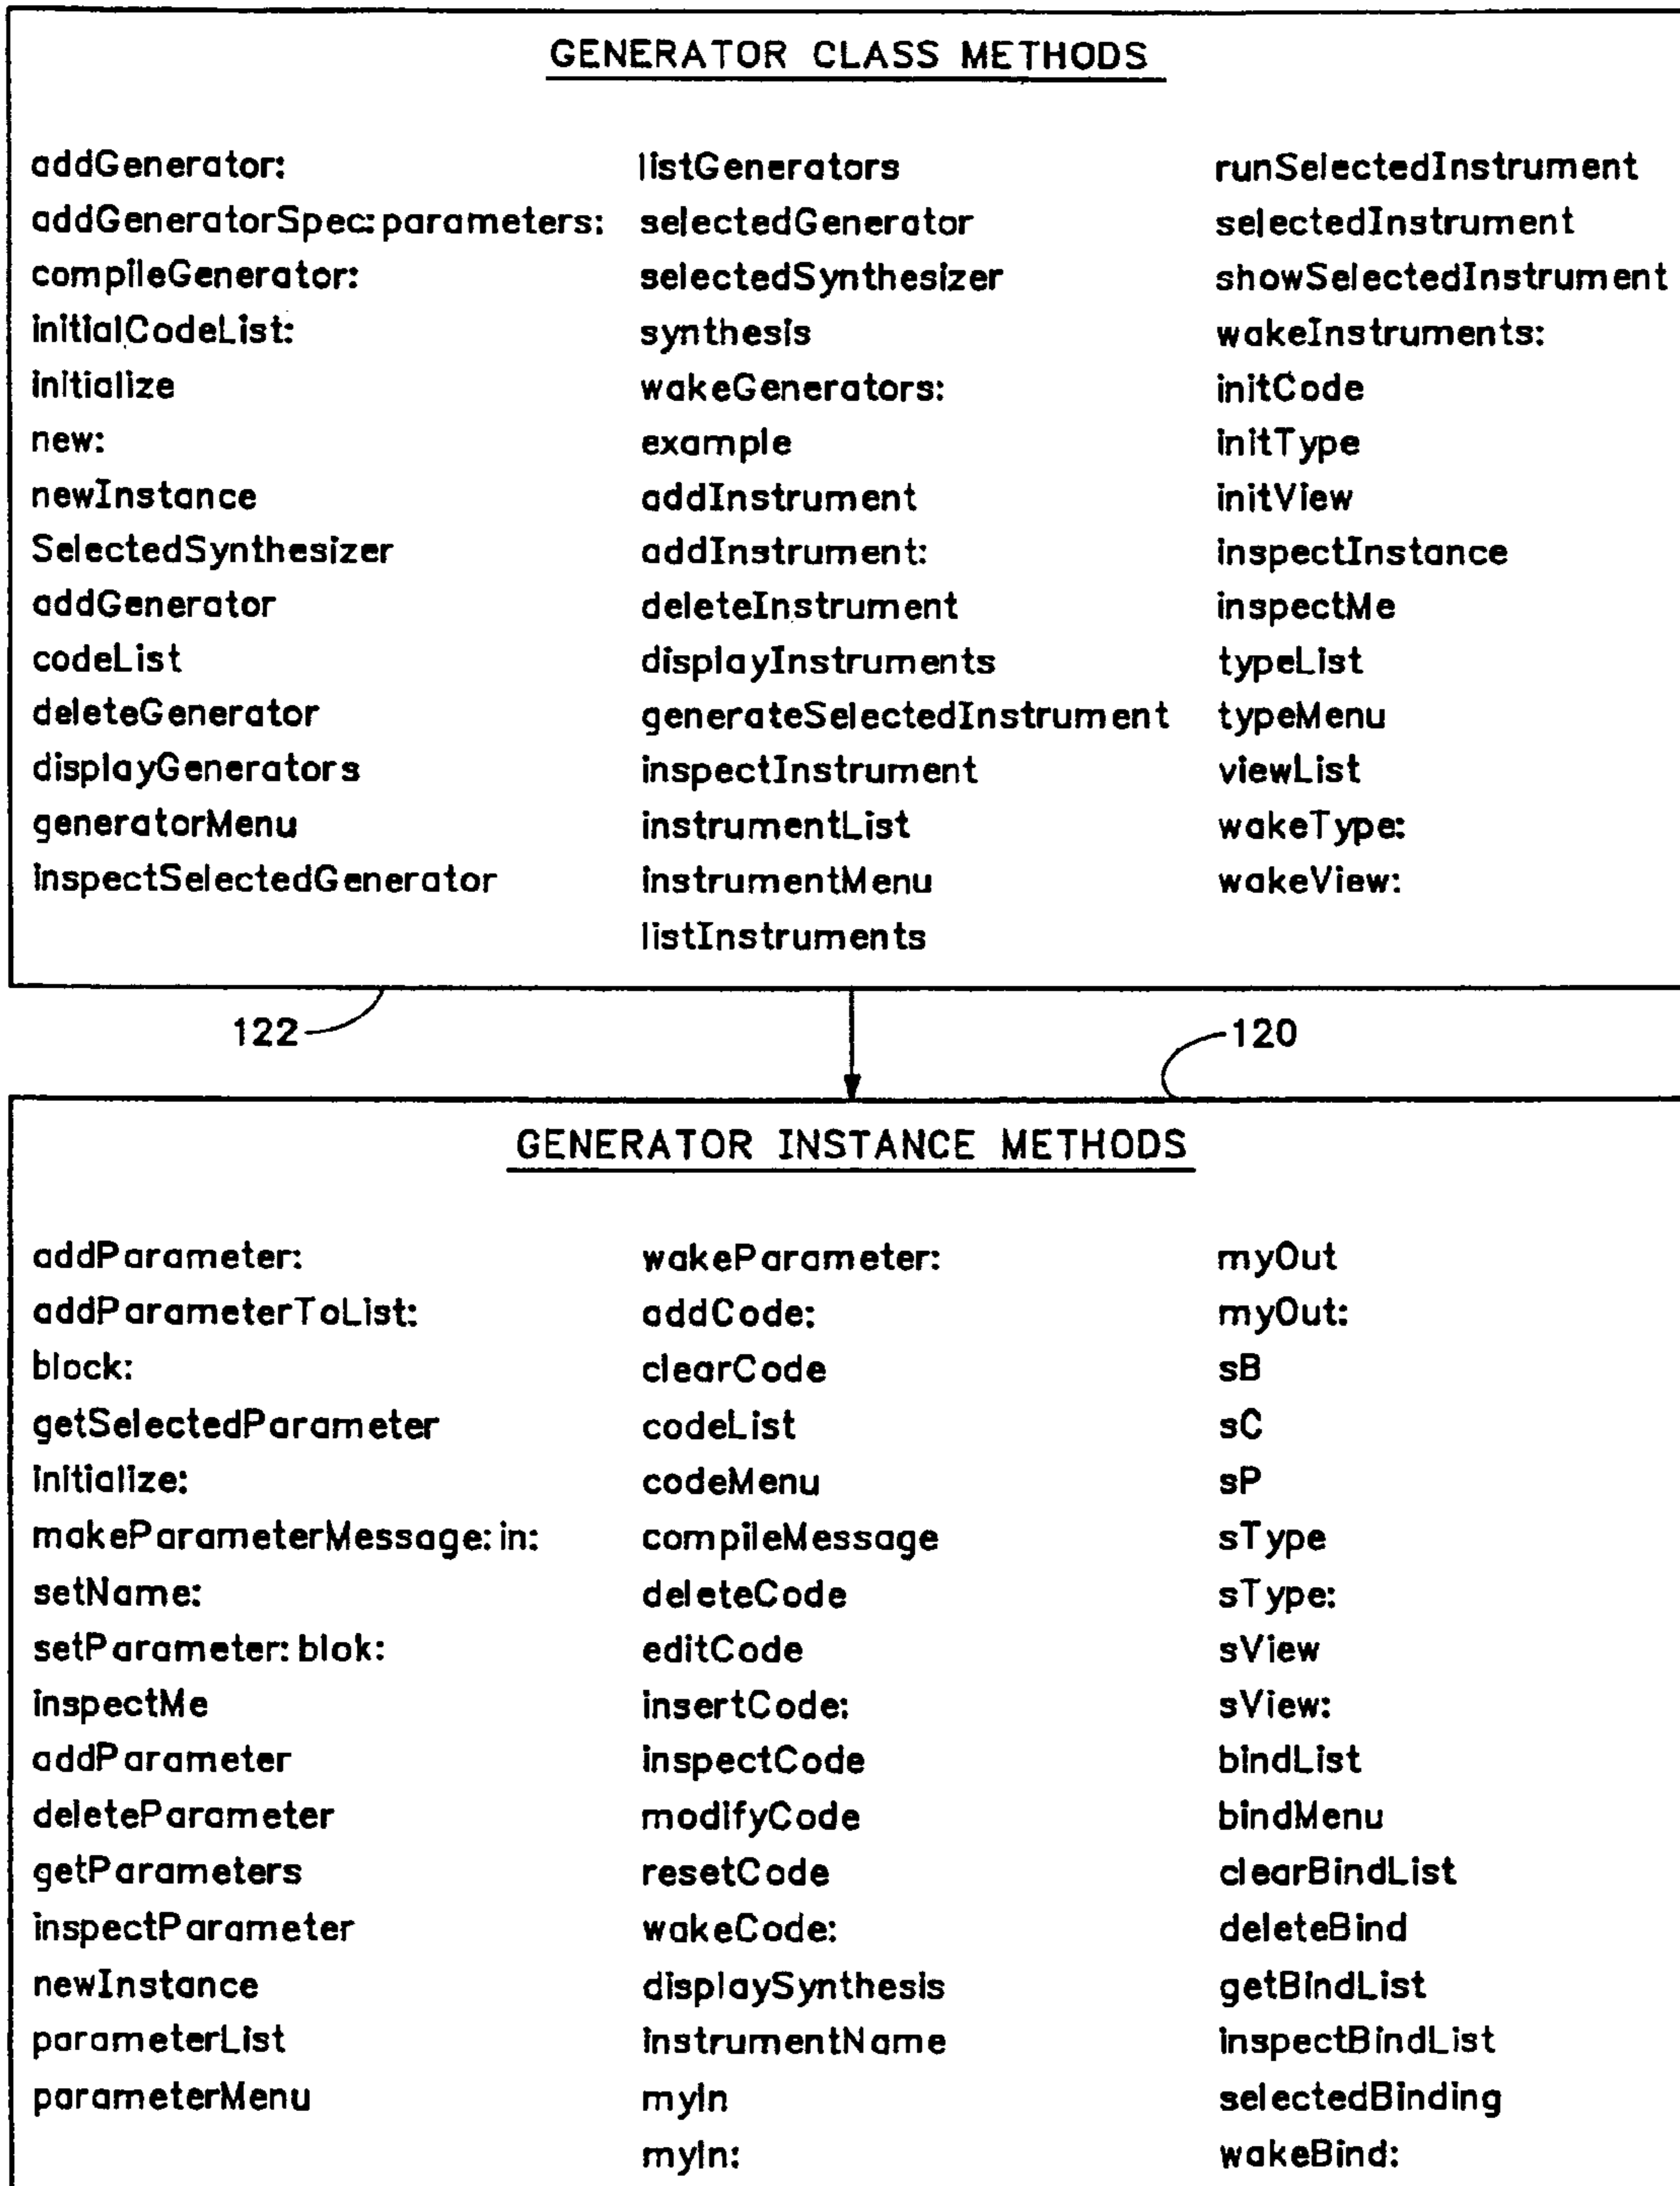 GENERATOR CLASS METHODS
addGenerator:
addGeneratorSpec: parameters:
compileGenerator:
initialCodeList:
initialize
new:
newInstance
SelectedSynthesizer
addGenerator
codeList
deleteGenerator
displayGenerators
generatorMenu
inspectSelectedGenerator
listGenerators
selectedGenerator
selectedSynthesizer
synthesis
wakeGenerators:
example
addInstrument
addInstrument:
deleteInstrument
displayInstruments
generateSelectedInstrument
inspectInstrument
instrumentList
instrumentMenu
listInstruments
runSelectedInstrument
selectedInstrument
showSelectedInstrument
wakeInstruments:
initCode
initType
initView
inspectInstance
inspectMe
typeList
typeMenu
viewList
wakeType:
wakeView:
122
120
GENERATOR INSTANCE METHODS
addParameter:
addParameterToList:
block:
getSelectedParameter
initialize:
makeParameterMessage: in:
setName:
setParameter: blok:
inspectMe
addParameter
deleteParameter
getParameters
inspectParameter
newInstance
parameterList
parameterMenu
wakeParameter:
addCode:
clearCode
codeList
codeMenu
compileMessage
deleteCode
editCode
insertCode:
inspectCode
modifyCode
resetCode
wakeCode:
displaySynthesis
instrumentName
myIn
myIn:
myOut
myOut:
sB
sC
sP
sType
sType:
sView
sView:
bindList
bindMenu
clearBindList
deleteBind
getBindList
inspectBindList
selectedBinding
wakeBind: